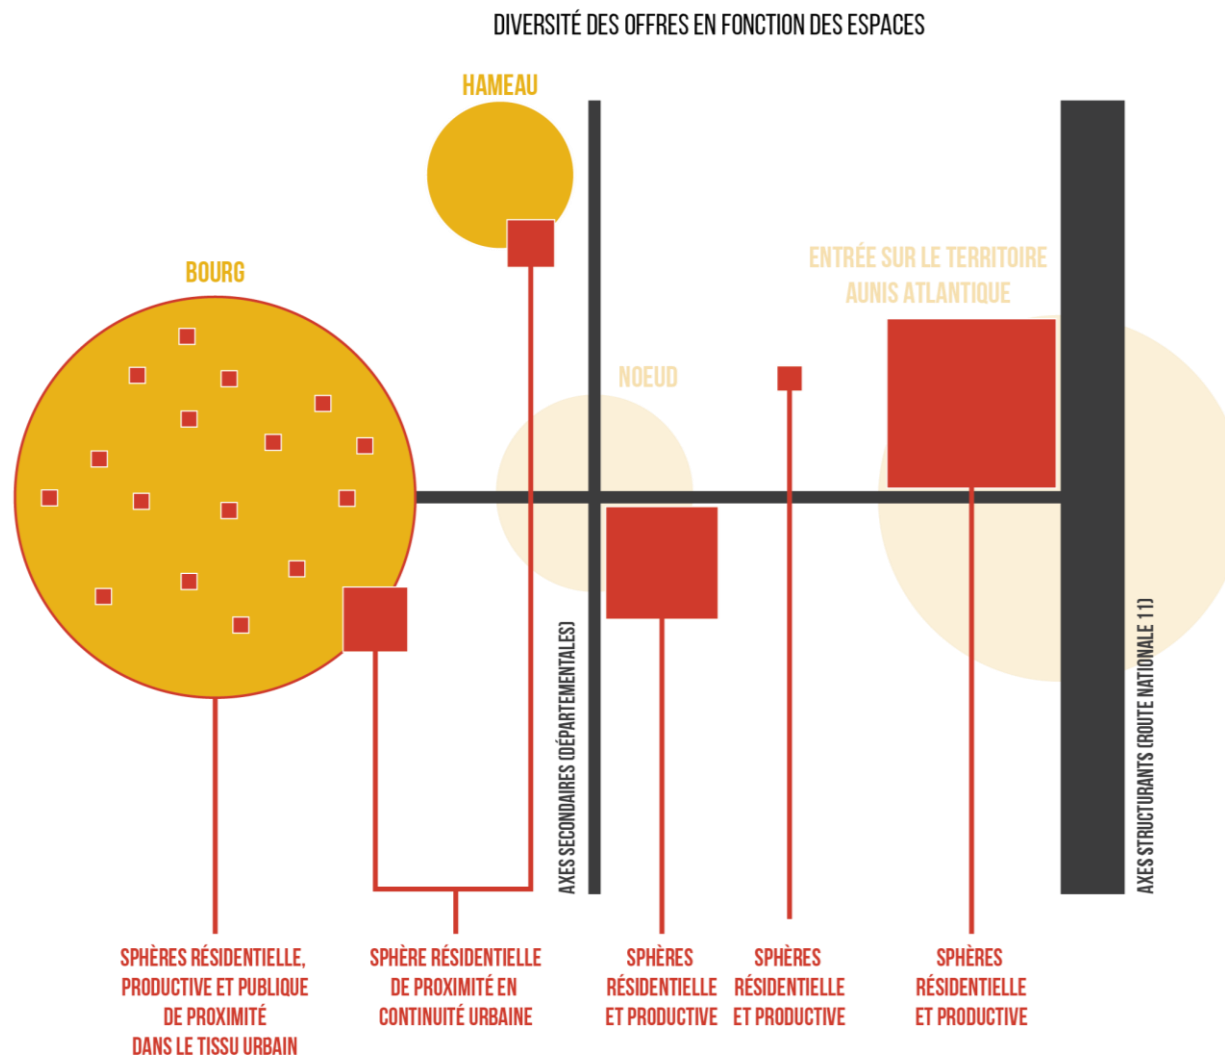 DIVERSITÉ DES OFFRES EN FONCTION DES ESPACES
HAMEAU
BOURG
ENTRÉE SUR LE TERRITOIRE
AUNIS ATLANTIQUE
NOEUD
AXES SECONDAIRES (DÉPARTEMENTALES)
AXES STRUCTURANTS (ROUTE NATIONALE 11)
SPHÈRES RÉSIDENTIELLE,
PRODUCTIVE ET PUBLIQUE
DE PROXIMITÉ
DANS LE TISSU URBAIN
SPHÈRE RÉSIDENTIELLE
DE PROXIMITÉ EN
CONTINUITÉ URBAINE
SPHÈRES
RÉSIDENTIELLE
ET PRODUCTIVE
SPHÈRES
RÉSIDENTIELLE
ET PRODUCTIVE
SPHÈRES
RÉSIDENTIELLE
ET PRODUCTIVE